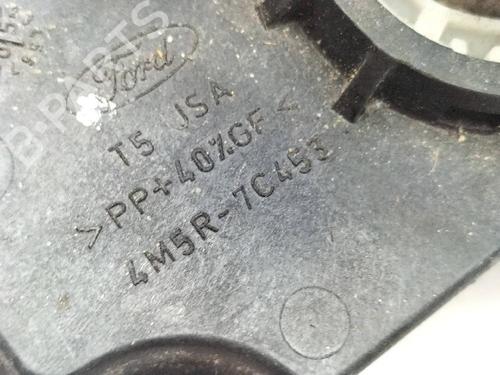 Ford
T5 JSA
>PP+40%GF<
4M5R-7C453
B-PARTS